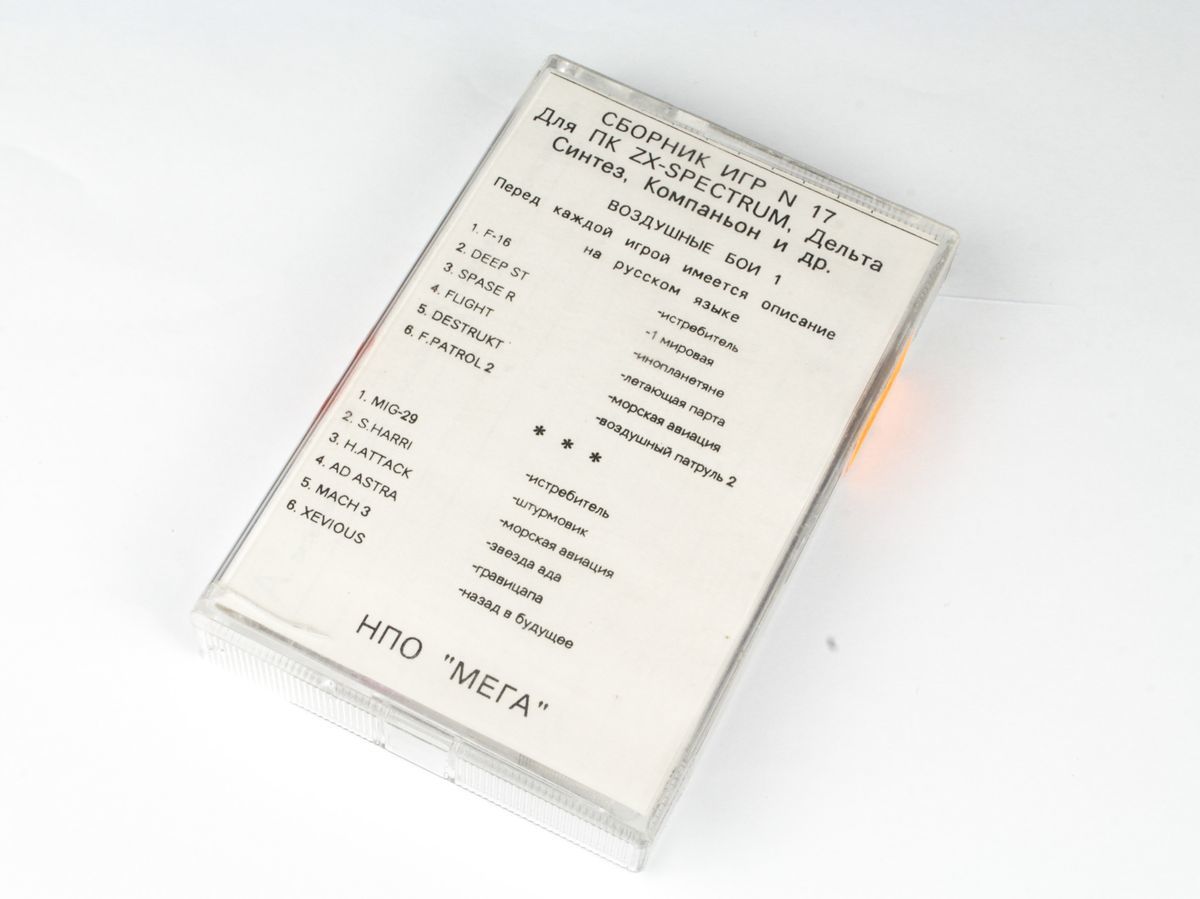 СБОРНИК ИГР N 17
Для ПК ZX-SPECTRUM, Дельта
Синтез, Компаньон и др.
ВОЗДУШНЫЕ БОИ 1
Перед каждой игрой имеется описание
на русском языке
1. F-16 -истребитель
2. DEEP ST -1 мировая
3. SPASE R -инопланетяне
4. FLIGHT -летающая парта
5. DESTRUKT -морская авиация
6. F.PATROL 2 -воздушный патруль 2
* * *
1. MIG-29 -истребитель
2. S.HARRI -штурмовик
3. H.ATTACK -морская авиация
4. AD ASTRA -звезда ада
5. MACH 3 -гравицапа
6. XEVIOUS -назад в будущее
НПО "МЕГА"